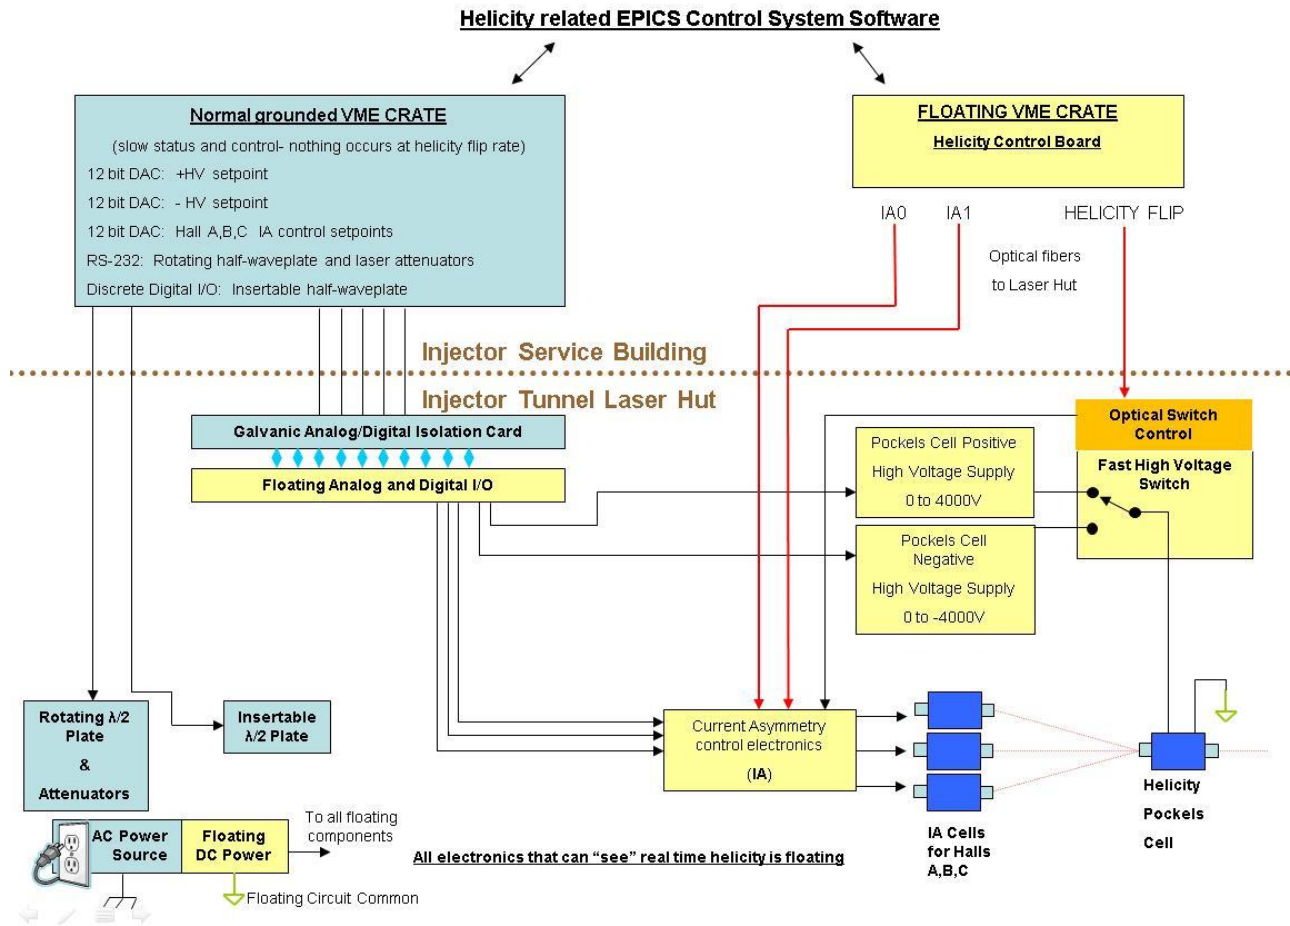 Helicity related EPICS Control System Software
Normal grounded VME CRATE
(slow status and control- nothing occurs at helicity flip rate)
12 bit DAC: +HV setpoint
12 bit DAC: - HV setpoint
12 bit DAC: Hall A,B,C IA control setpoints
RS-232: Rotating half-waveplate and laser attenuators
Discrete Digital I/O: Insertable half-waveplate
FLOATING VME CRATE
Helicity Control Board
IA0 IA1 HELICITY FLIP
Optical fibers
to Laser Hut
Injector Service Building
Injector Tunnel Laser Hut
Galvanic Analog/Digital Isolation Card
Floating Analog and Digital I/O
Pockels Cell Positive
High Voltage Supply
0 to 4000V
Pockels Cell
Negative
High Voltage Supply
0 to -4000V
Optical Switch
Control
Fast High Voltage
Switch
Rotating λ/2
Plate
&
Attenuators
Insertable
λ/2 Plate
Current Asymmetry
control electronics
(IA)
IA Cells
for Halls
A,B,C
Helicity
Pockels
Cell
AC Power
Source
Floating
DC Power
To all floating
components
Floating Circuit Common
All electronics that can “see” real time helicity is floating